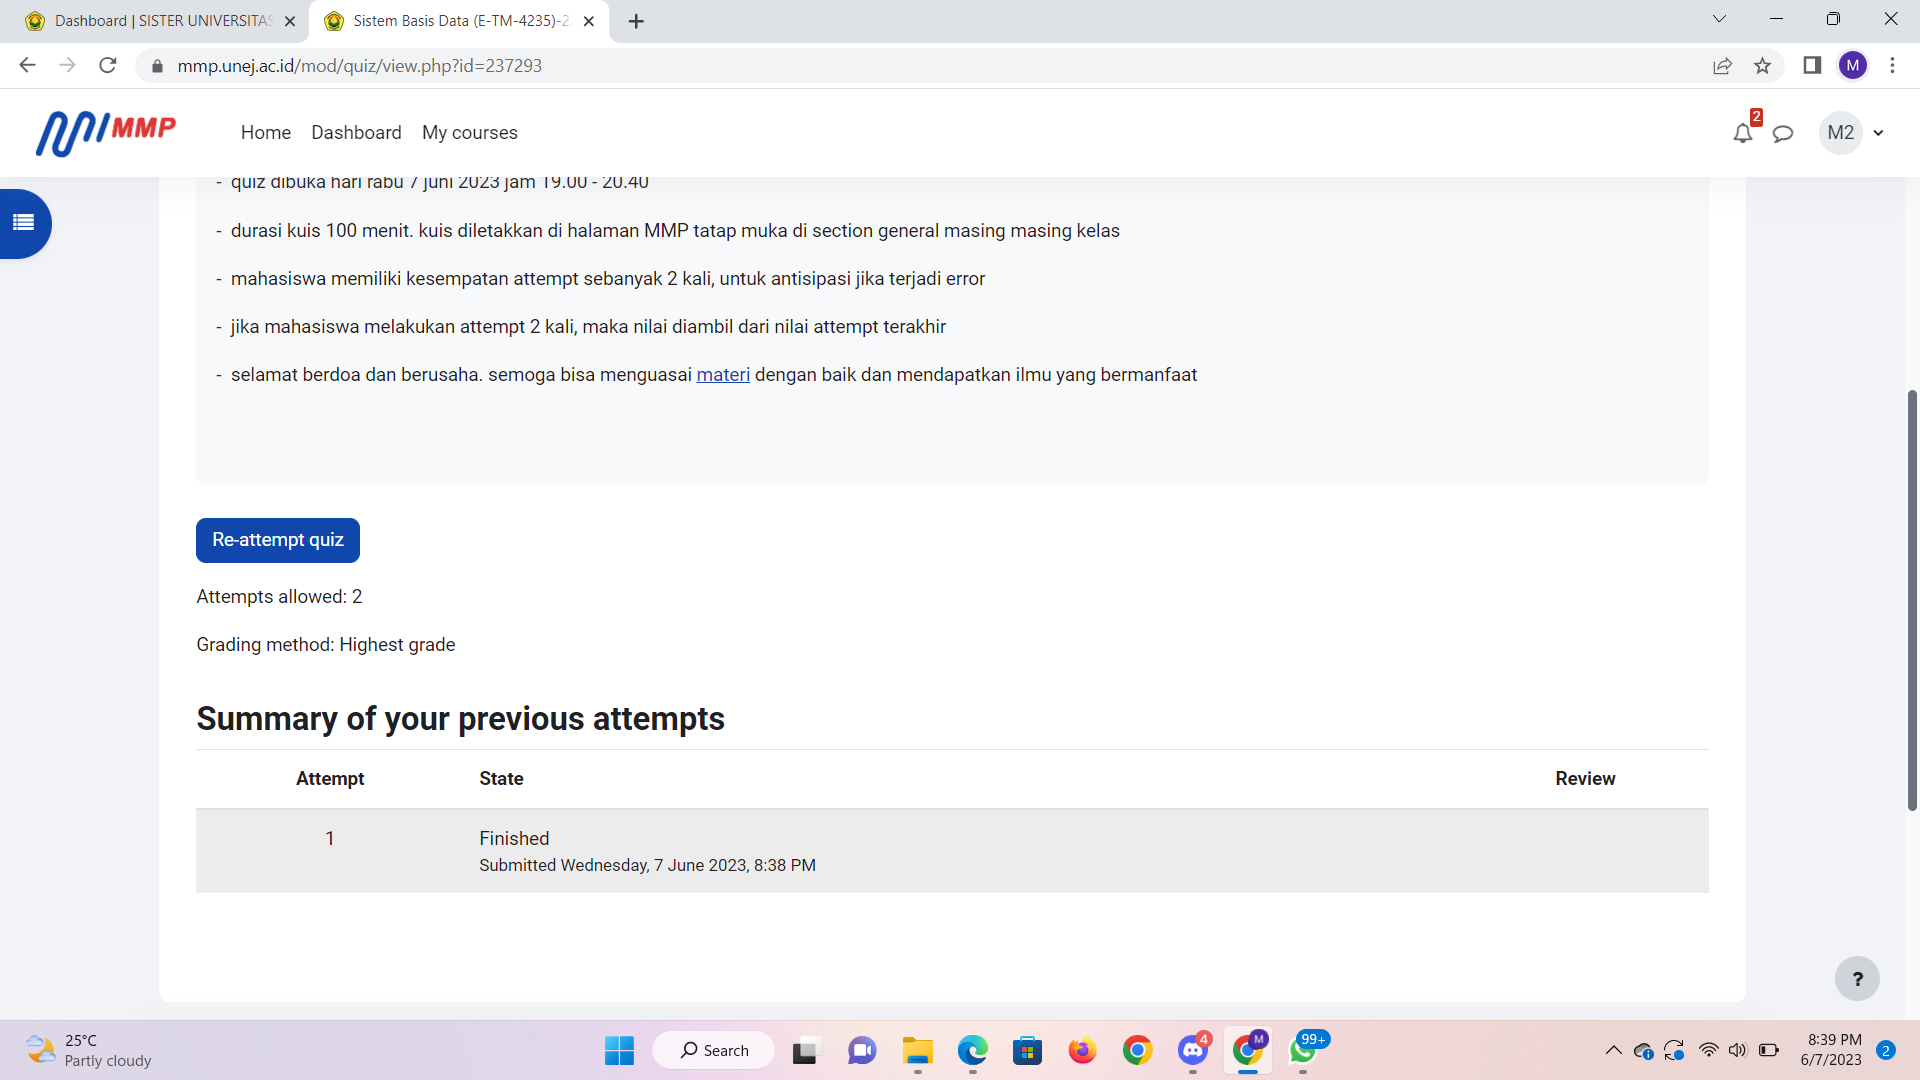 Dashboard | SISTER UNIVERSITAS
Sistem Basis Data (E-TM-4235)-2
mmp.unej.ac.id/mod/quiz/view.php?id=237293
M
MMP
Home Dashboard My courses
2
M2
- quiz dibuka hari rabu 7 juni 2023 jam 19.00 - 20.40
- durasi kuis 100 menit. kuis diletakkan di halaman MMP tatap muka di section general masing masing kelas
- mahasiswa memiliki kesempatan attempt sebanyak 2 kali, untuk antisipasi jika terjadi error
- jika mahasiswa melakukan attempt 2 kali, maka nilai diambil dari nilai attempt terakhir
- selamat berdoa dan berusaha. semoga bisa menguasai materi dengan baik dan mendapatkan ilmu yang bermanfaat
Re-attempt quiz
Attempts allowed: 2
Grading method: Highest grade
Summary of your previous attempts
Attempt State Review
1 Finished
Submitted Wednesday, 7 June 2023, 8:38 PM
?
25°C
Partly cloudy
Search
4
M
99+
8:39 PM
6/7/2023
2